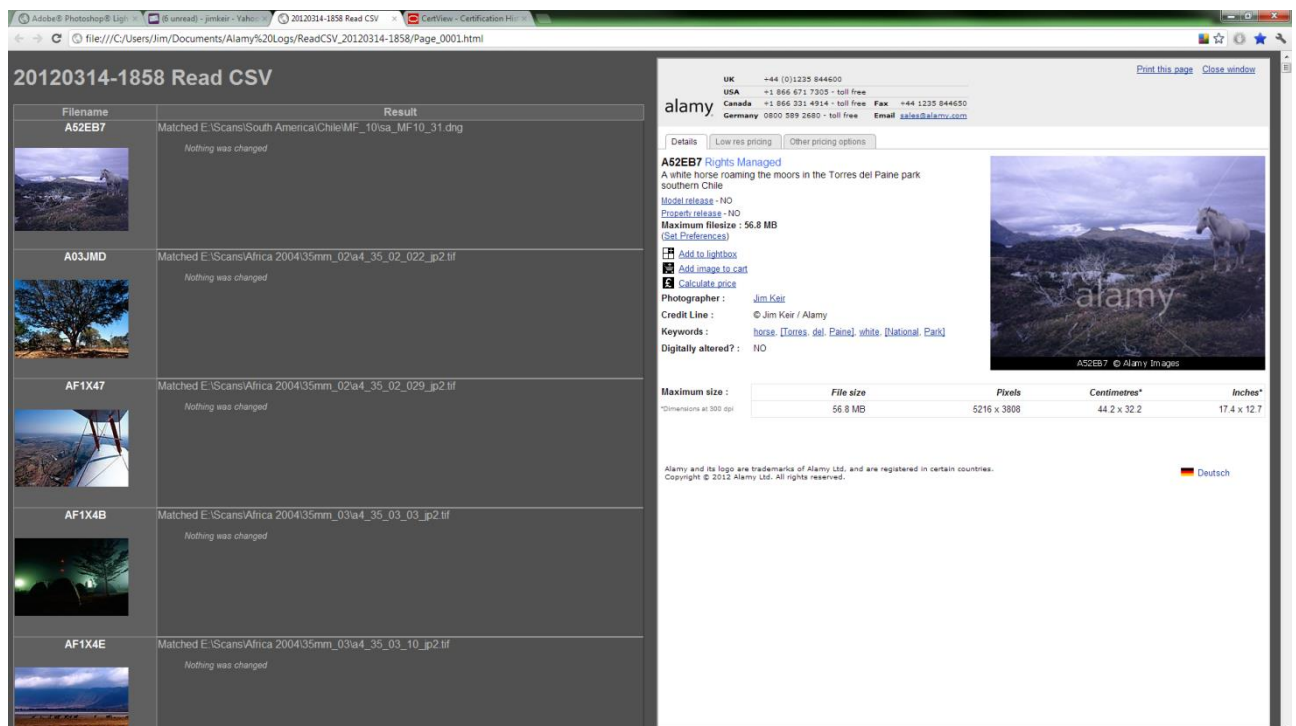 Adobe® Photoshop® Ligh
(6 unread) - jimkeir - Yahoo
20120314-1858 Read CSV
CertView - Certification His
file:///C:/Users/Jim/Documents/Alamy%20Logs/ReadCSV_20120314-1858/Page_0001.html
20120314-1858 Read CSV
Filename Result
A52EB7 Matched E:\Scans\South America\Chile\MF_10\sa_MF10_31.dng
Nothing was changed
A03JMD Matched E:\Scans\Africa 2004\35mm_02\a4_35_02_022_jp2.tif
Nothing was changed
AF1X47 Matched E:\Scans\Africa 2004\35mm_02\a4_35_02_029_jp2.tif
Nothing was changed
AF1X4B Matched E:\Scans\Africa 2004\35mm_03\a4_35_03_03_jp2.tif
Nothing was changed
AF1X4E Matched E:\Scans\Africa 2004\35mm_03\a4_35_03_10_jp2.tif
Nothing was changed
Print this page Close window
alamy
UK +44 (0)1235 844600
USA +1 866 671 7305 - toll free
Canada +1 866 331 4914 - toll free Fax +44 1235 844650
Germany 0800 589 2680 - toll free Email sales@alamy.com
Details Low res pricing Other pricing options
A52EB7 Rights Managed
A white horse roaming the moors in the Torres del Paine park
southern Chile
Model release - NO
Property release - NO
Maximum filesize : 56.8 MB
(Set Preferences)
Add to lightbox
Add image to cart
£ Calculate price
Photographer : Jim Keir
Credit Line : © Jim Keir / Alamy
Keywords : horse, [Torres, del, Paine], white, [National, Park]
Digitally altered? : NO
alamy
A52EB7 © Alamy Images
Maximum size : File size Pixels Centimetres* Inches*
*Dimensions at 300 dpi 56.8 MB 5216 x 3808 44.2 x 32.2 17.4 x 12.7
Alamy and its logo are trademarks of Alamy Ltd. and are registered in certain countries.
Copyright © 2012 Alamy Ltd. All rights reserved.
Deutsch